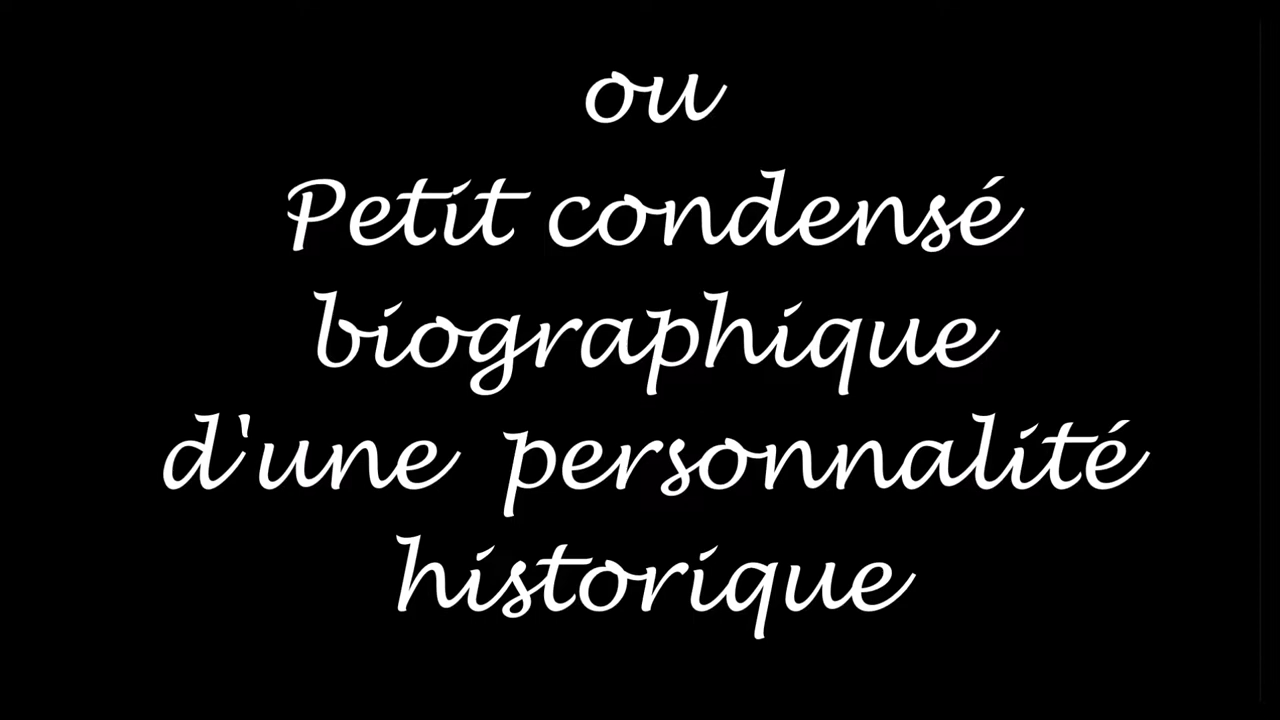 ou
Petit condensé
biographique
d'une personnalité
historique